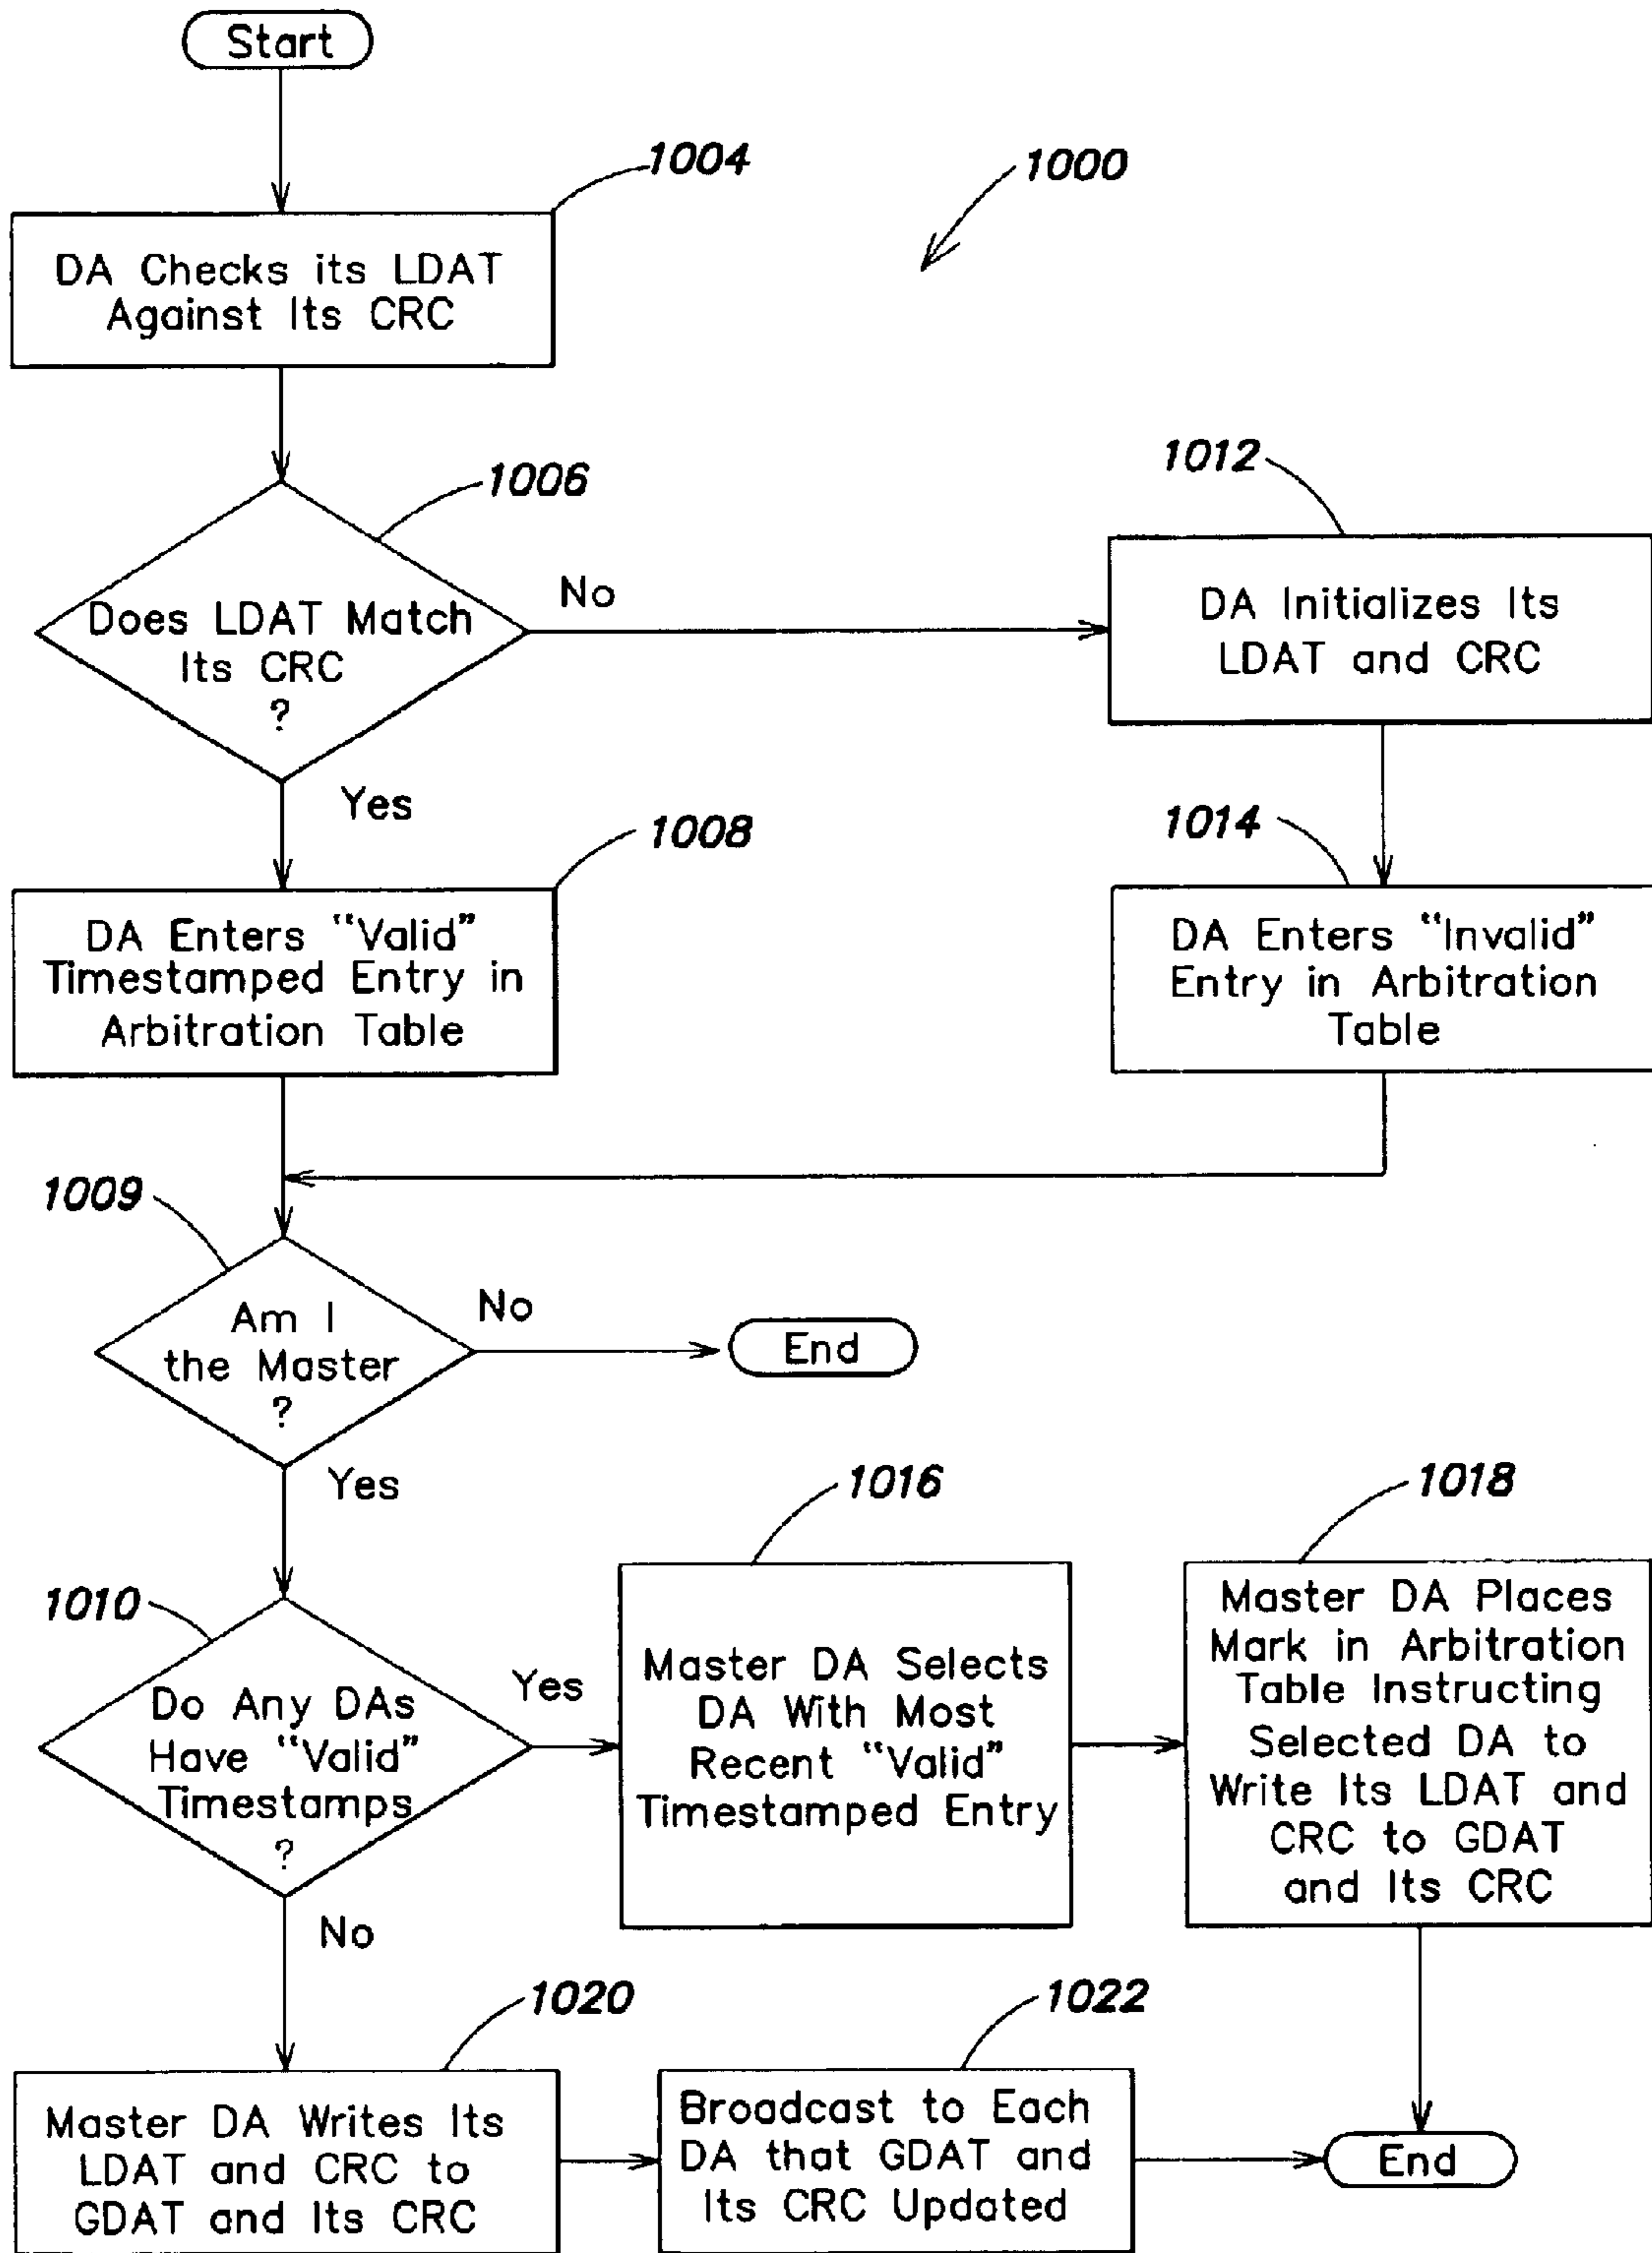 Start
1004
1000
DA Checks its LDAT
Against Its CRC
1006
1012
Does LDAT Match
Its CRC
?
No
DA Initializes Its
LDAT and CRC
Yes
1008
1014
DA Enters “Valid”
Timestamped Entry in
Arbitration Table
DA Enters “Invalid”
Entry in Arbitration
Table
1009
Am I
the Master
?
No
End
Yes
1016
1018
1010
Do Any DAs
Have “Valid”
Timestamps
?
Yes
Master DA Selects
DA With Most
Recent “Valid”
Timestamped Entry
Master DA Places
Mark in Arbitration
Table Instructing
Selected DA to
Write Its LDAT and
CRC to GDAT
and Its CRC
No
1020
1022
Master DA Writes Its
LDAT and CRC to
GDAT and Its CRC
Broadcast to Each
DA that GDAT and
Its CRC Updated
End